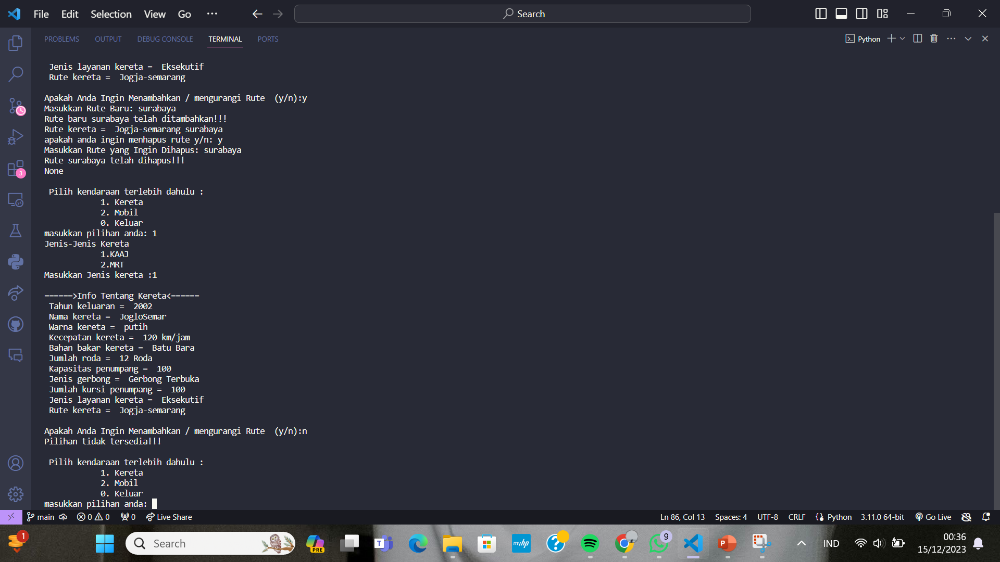 File Edit Selection View Go ··· Search
PROBLEMS OUTPUT DEBUG CONSOLE TERMINAL PORTS Python
Jenis layanan kereta =  Eksekutif
Rute kereta =  Jogja-semarang
Apakah Anda Ingin Menambahkan / mengurangi Rute  (y/n):y
Masukkan Rute Baru: surabaya
Rute baru surabaya telah ditambahkan!!!
Rute kereta =  Jogja-semarang surabaya
apakah anda ingin menhapus rute y/n: y
Masukkan Rute yang Ingin Dihapus: surabaya
Rute surabaya telah dihapus!!!
None
Pilih kendaraan terlebih dahulu :
1. Kereta
2. Mobil
0. Keluar
masukkan pilihan anda: 1
Jenis-Jenis Kereta
1.KAAJ
2.MRT
Masukkan Jenis kereta :1
======>Info Tentang Kereta<======
Tahun keluaran =  2002
Nama kereta =  JogloSemar
Warna kereta =  putih
Kecepatan kereta =  120 km/jam
Bahan bakar kereta =  Batu Bara
Jumlah roda =  12 Roda
Kapasitas penumpang =  100
Jenis gerbong =  Gerbong Terbuka
Jumlah kursi penumpang =  100
Jenis layanan kereta =  Eksekutif
Rute kereta =  Jogja-semarang
Apakah Anda Ingin Menambahkan / mengurangi Rute  (y/n):n
Pilihan tidak tersedia!!!
Pilih kendaraan terlebih dahulu :
1. Kereta
2. Mobil
0. Keluar
masukkan pilihan anda:
3
main 0 0 0 Live Share Ln 86, Col 13 Spaces: 4 UTF-8 CRLF Python 3.11.0 64-bit Go Live
1 Search PRE T myhp ? 9 P IND 00:36
15/12/2023